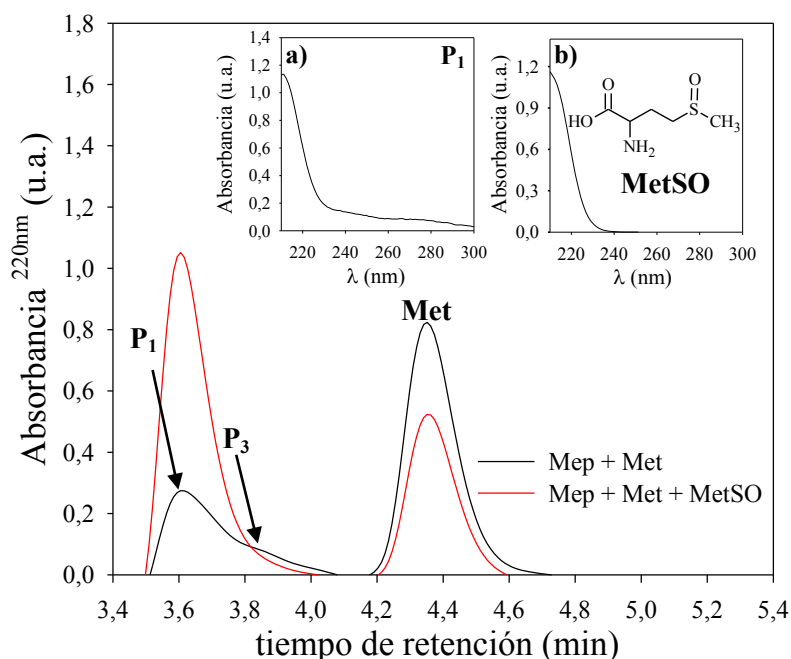 1,8
1,6
1,4
1,2
1,0
0,8
0,6
0,4
0,2
0,0
Absorbancia 220nm (u.a.)
3,4 3,6 3,8 4,0 4,2 4,4 4,6 4,8 5,0 5,2 5,4
tiempo de retención (min)
P1
P3
Met
Mep + Met
Mep + Met + MetSO
a) P1
1,4
1,2
1,0
0,8
0,6
0,4
0,2
0,0
Absorbancia (u.a.)
220 240 260 280 300
λ (nm)
b)
1,2
0,9
0,6
0,3
0,0
Absorbancia (u.a.)
O O
HO S CH3
NH2
MetSO
220 240 260 280 300
λ (nm)